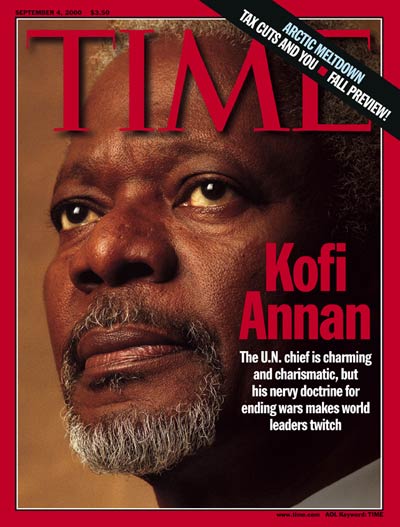 SEPTEMBER 4, 2000 $3.50
ARCTIC MELTDOWN
TAX CUTS AND YOU ■ FALL PREVIEW!
TIME
Kofi
Annan
The U.N. chief is charming
and charismatic, but
his nervy doctrine for
ending wars makes world
leaders twitch
www.time.com AOL Keyword: TIME